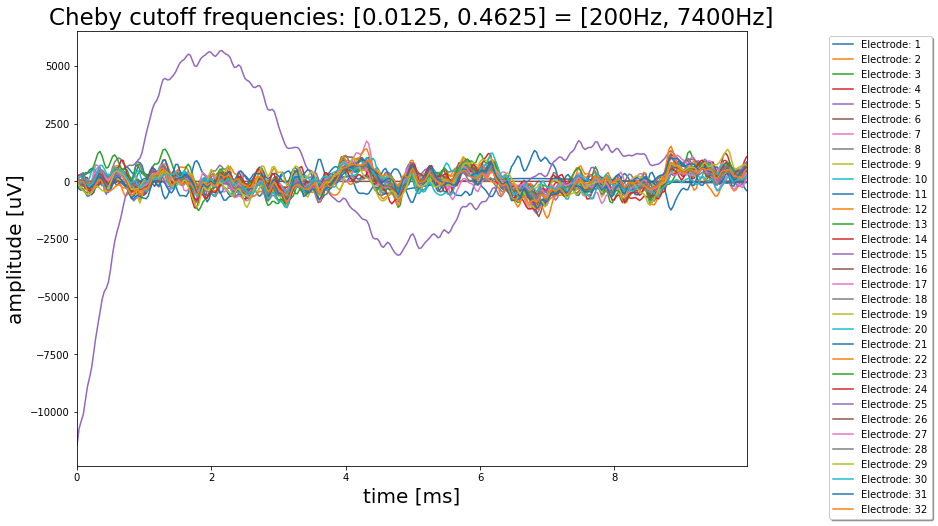 Cheby cutoff frequencies: [0.0125, 0.4625] = [200Hz, 7400Hz]
5000
2500
0
−2500
−5000
−7500
−10000
amplitude [uV]
0 2 4 6 8
time [ms]
Electrode: 1
Electrode: 2
Electrode: 3
Electrode: 4
Electrode: 5
Electrode: 6
Electrode: 7
Electrode: 8
Electrode: 9
Electrode: 10
Electrode: 11
Electrode: 12
Electrode: 13
Electrode: 14
Electrode: 15
Electrode: 16
Electrode: 17
Electrode: 18
Electrode: 19
Electrode: 20
Electrode: 21
Electrode: 22
Electrode: 23
Electrode: 24
Electrode: 25
Electrode: 26
Electrode: 27
Electrode: 28
Electrode: 29
Electrode: 30
Electrode: 31
Electrode: 32